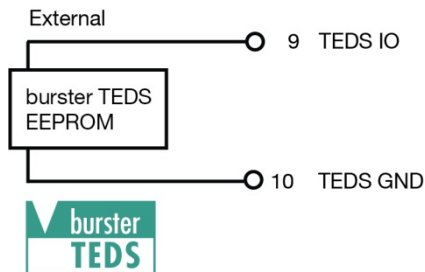 External
9 TEDS IO
burster TEDS
EEPROM
10 TEDS GND
burster
TEDS